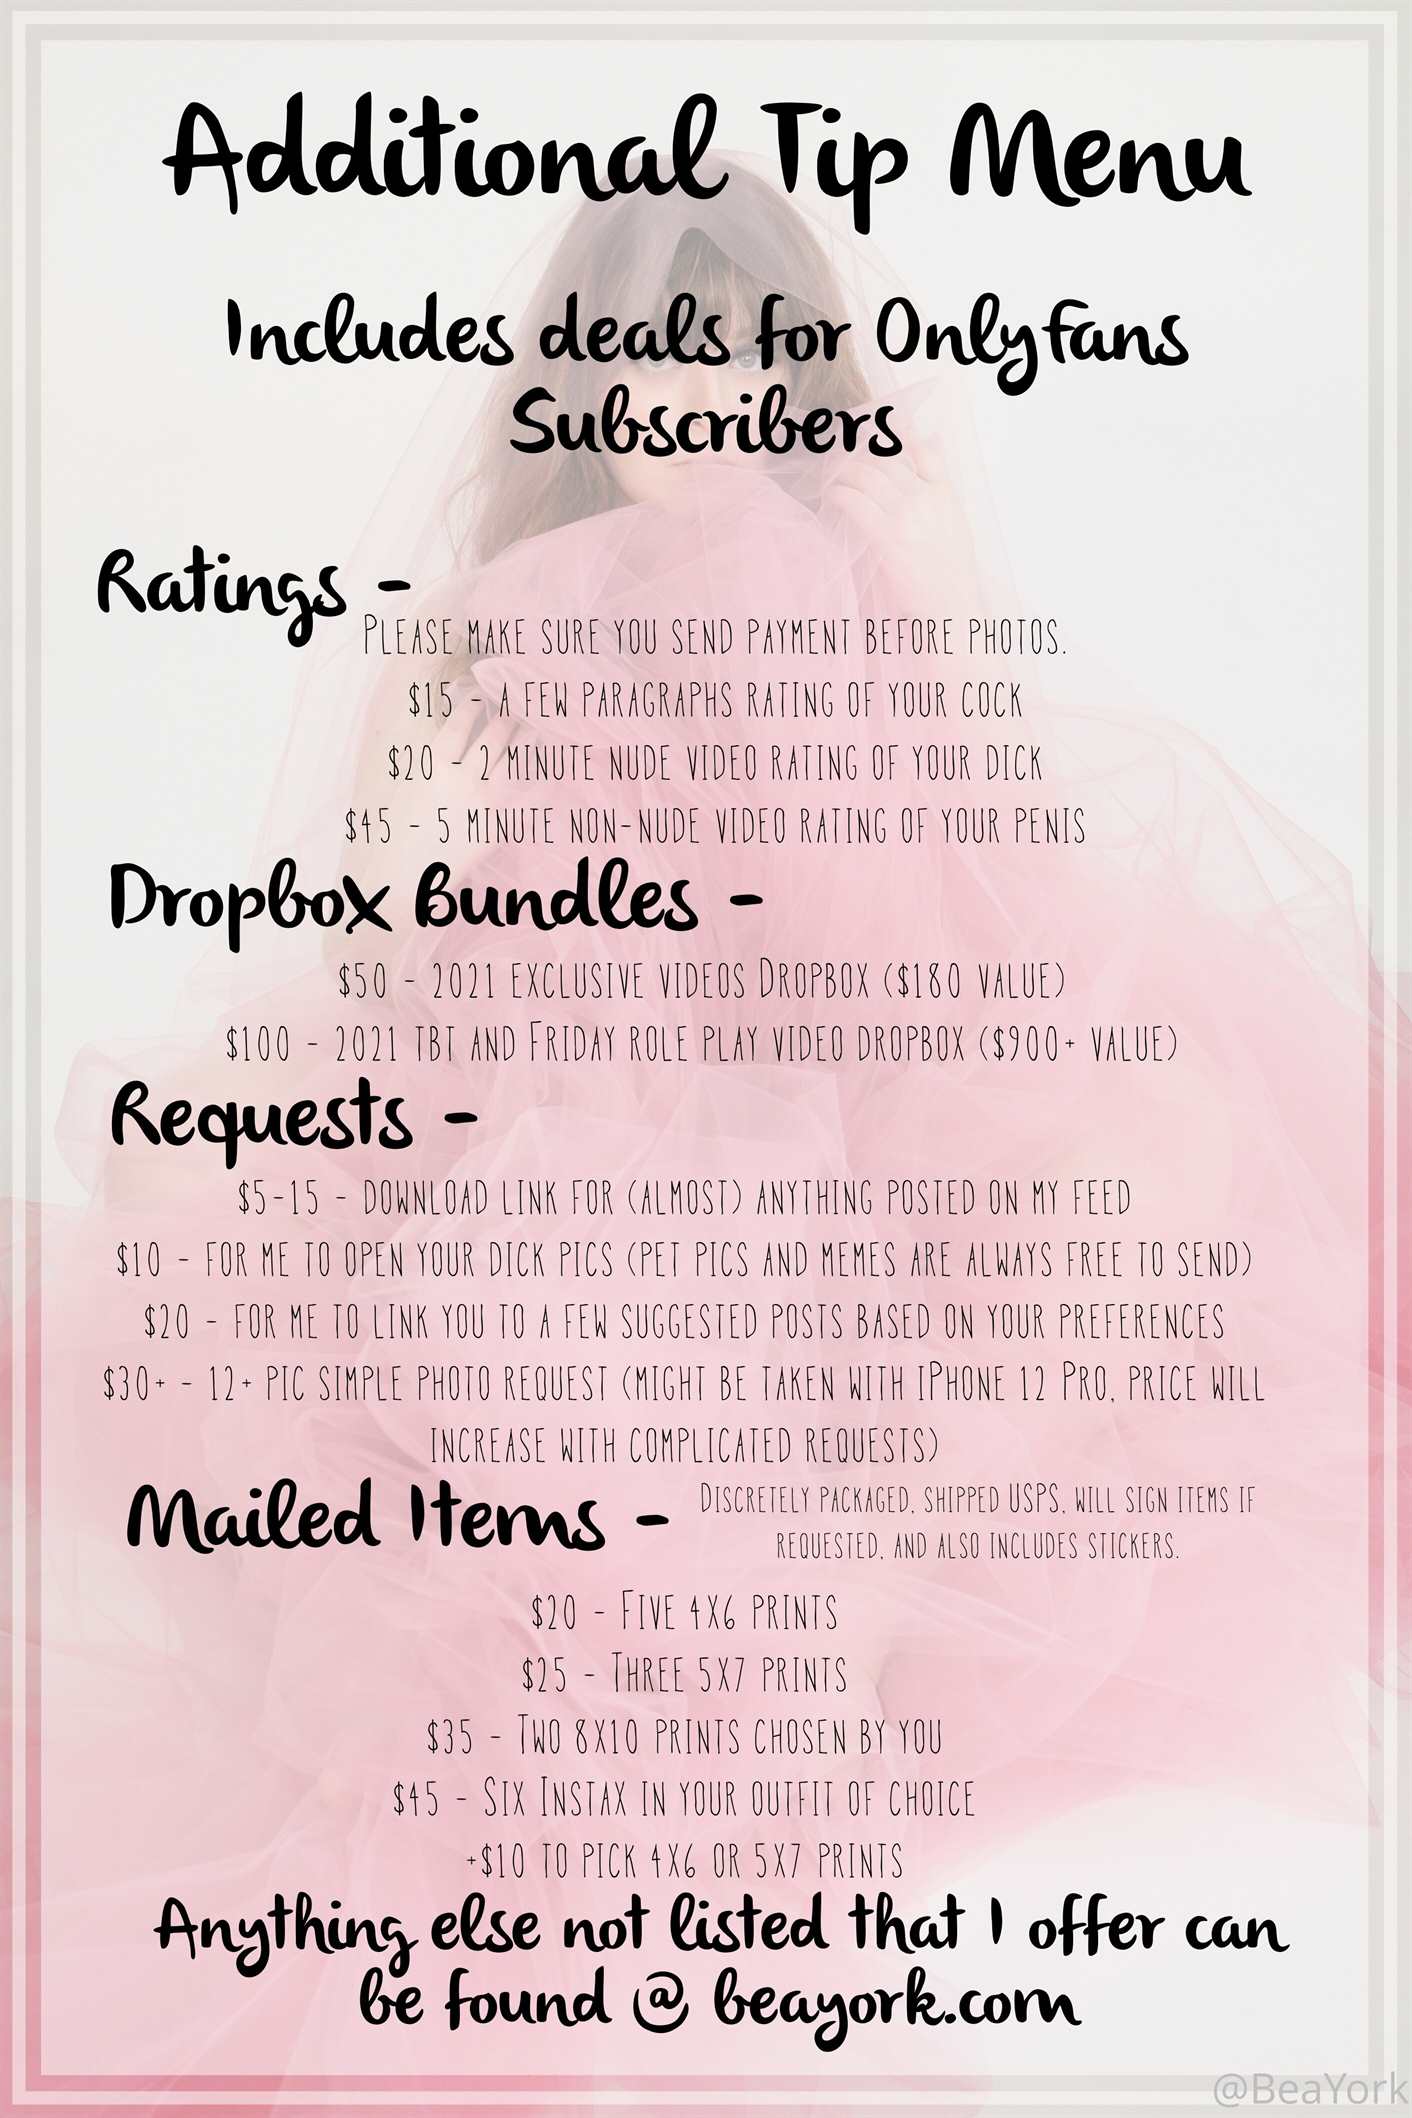 Additional Tip Menu
Includes deals for Onlyfans
Subscribers
Ratings -
Please make sure you send payment before photos.
$15 - a few paragraphs rating of your cock
$20 - 2 minute nude video rating of your dick
$45 - 5 minute non-nude video rating of your penis
Dropbox Bundles -
$50 - 2021 exclusive videos Dropbox ($180 value)
$100 - 2021 tbt and Friday role play video dropbox ($900+ value)
Requests -
$5-15 - download link for (almost) anything posted on my feed
$10 - for me to open your dick pics (pet pics and memes are always free to send)
$20 - for me to link you to a few suggested posts based on your preferences
$30+ - 12+ pic simple photo request (might be taken with iPhone 12 Pro, price will
increase with complicated requests)
Mailed Items -
Discretely packaged, shipped USPS, will sign items if
requested, and also includes stickers.
$20 - Five 4x6 prints
$25 - Three 5x7 prints
$35 - Two 8x10 prints chosen by you
$45 - Six Instax in your outfit of choice
+$10 to pick 4x6 or 5x7 prints
Anything else not listed that I offer can
be found @ beayork.com
@BeaYork